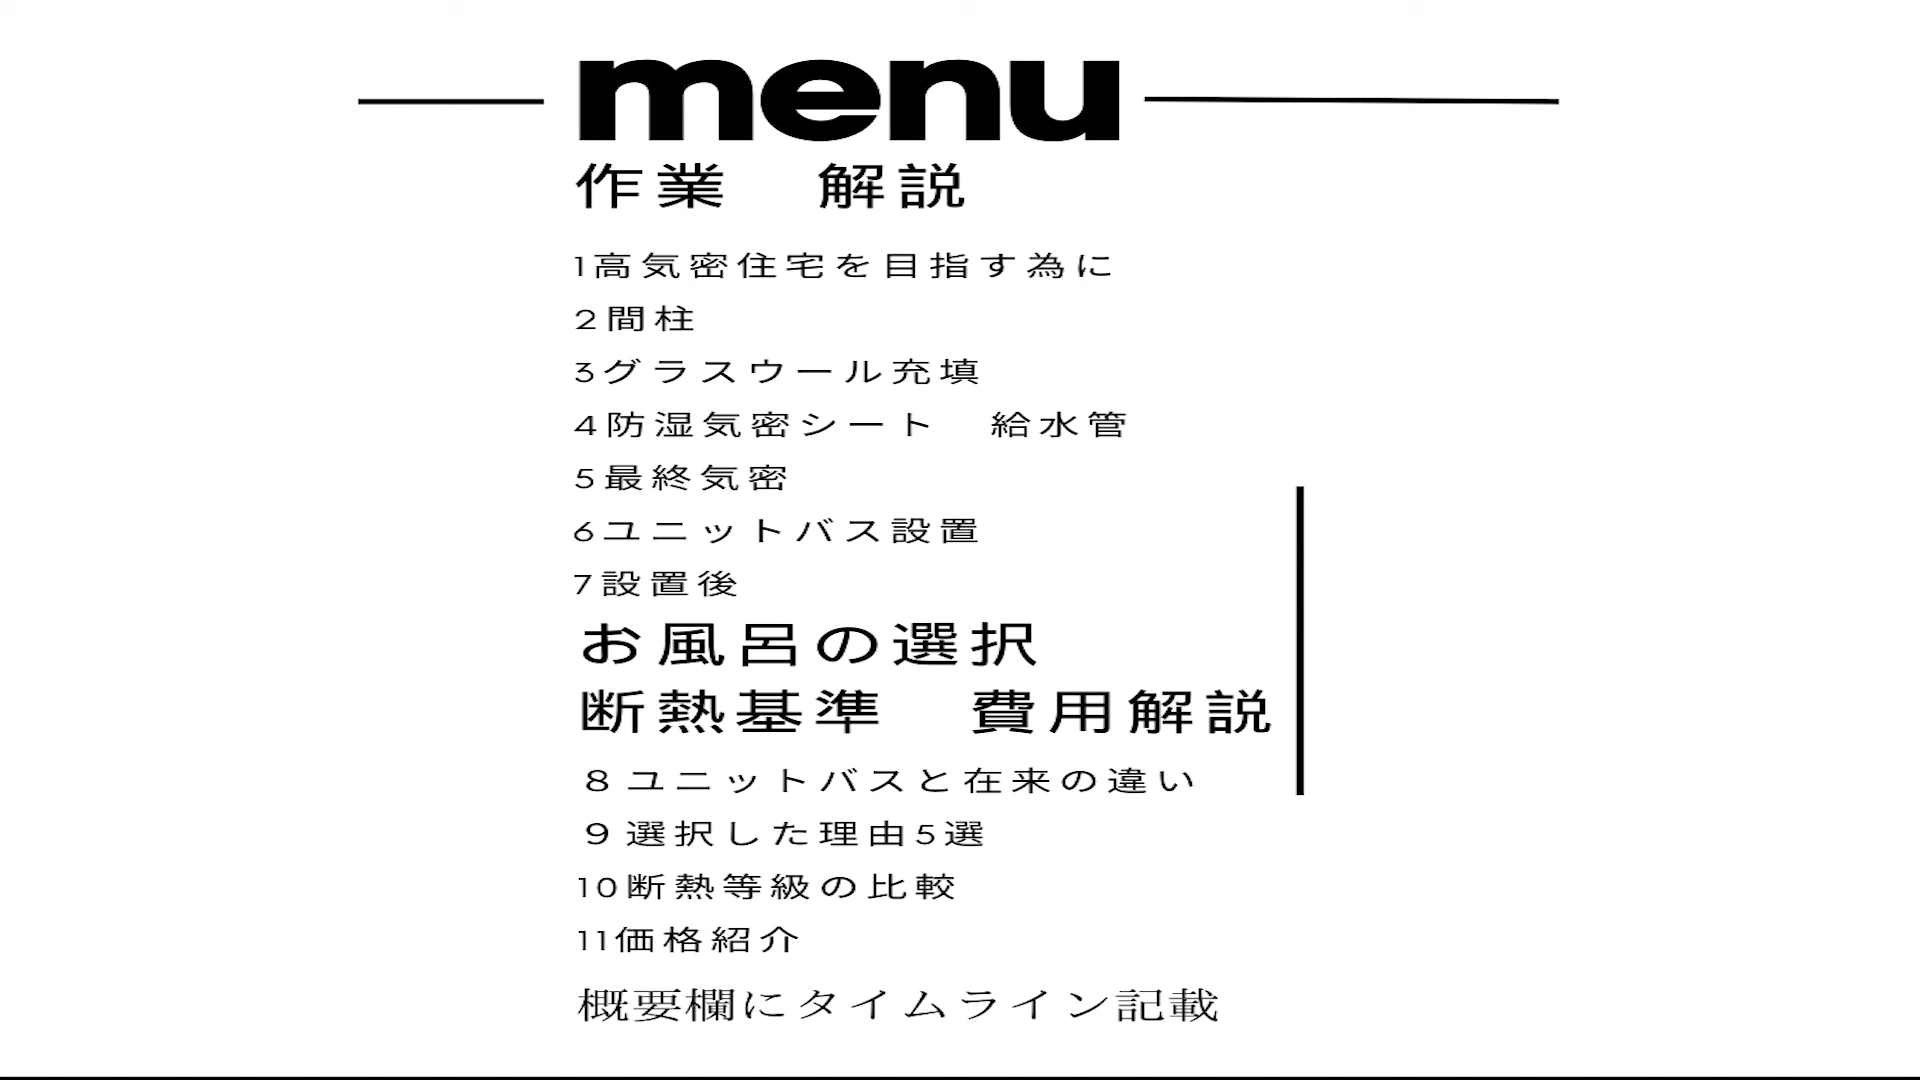 menu
作業　解説
1高気密住宅を目指す為に
2間柱
3グラスウール充填
4防湿気密シート　給水管
5最終気密
6ユニットバス設置
7設置後
お風呂の選択
断熱基準　費用解説
8 ユニットバスと在来の違い
9 選択した理由5選
10断熱等級の比較
11価格紹介
概要欄にタイムライン記載